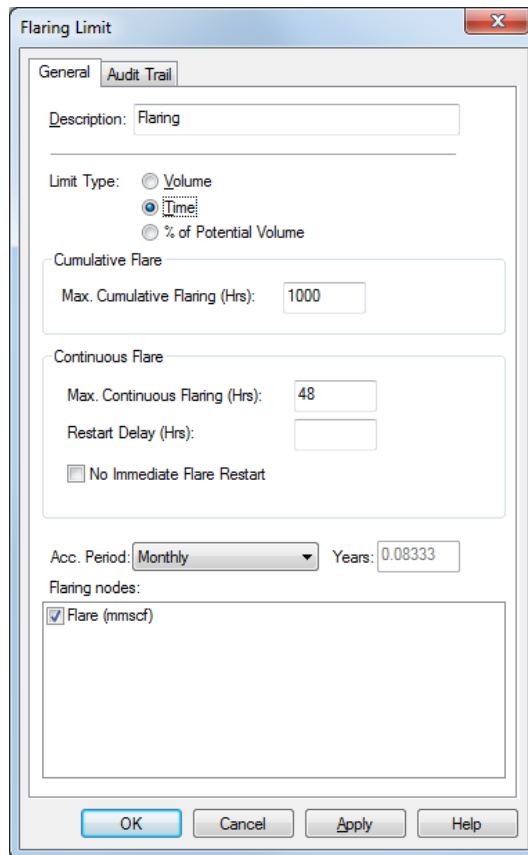 Flaring Limit
General Audit Trail
Description: Flaring
Limit Type: Volume
Time
% of Potential Volume
Cumulative Flare
Max. Cumulative Flaring (Hrs): 1000
Continuous Flare
Max. Continuous Flaring (Hrs): 48
Restart Delay (Hrs):
No Immediate Flare Restart
Acc. Period: Monthly Years: 0.08333
Flaring nodes:
Flare (mmscf)
OK Cancel Apply Help